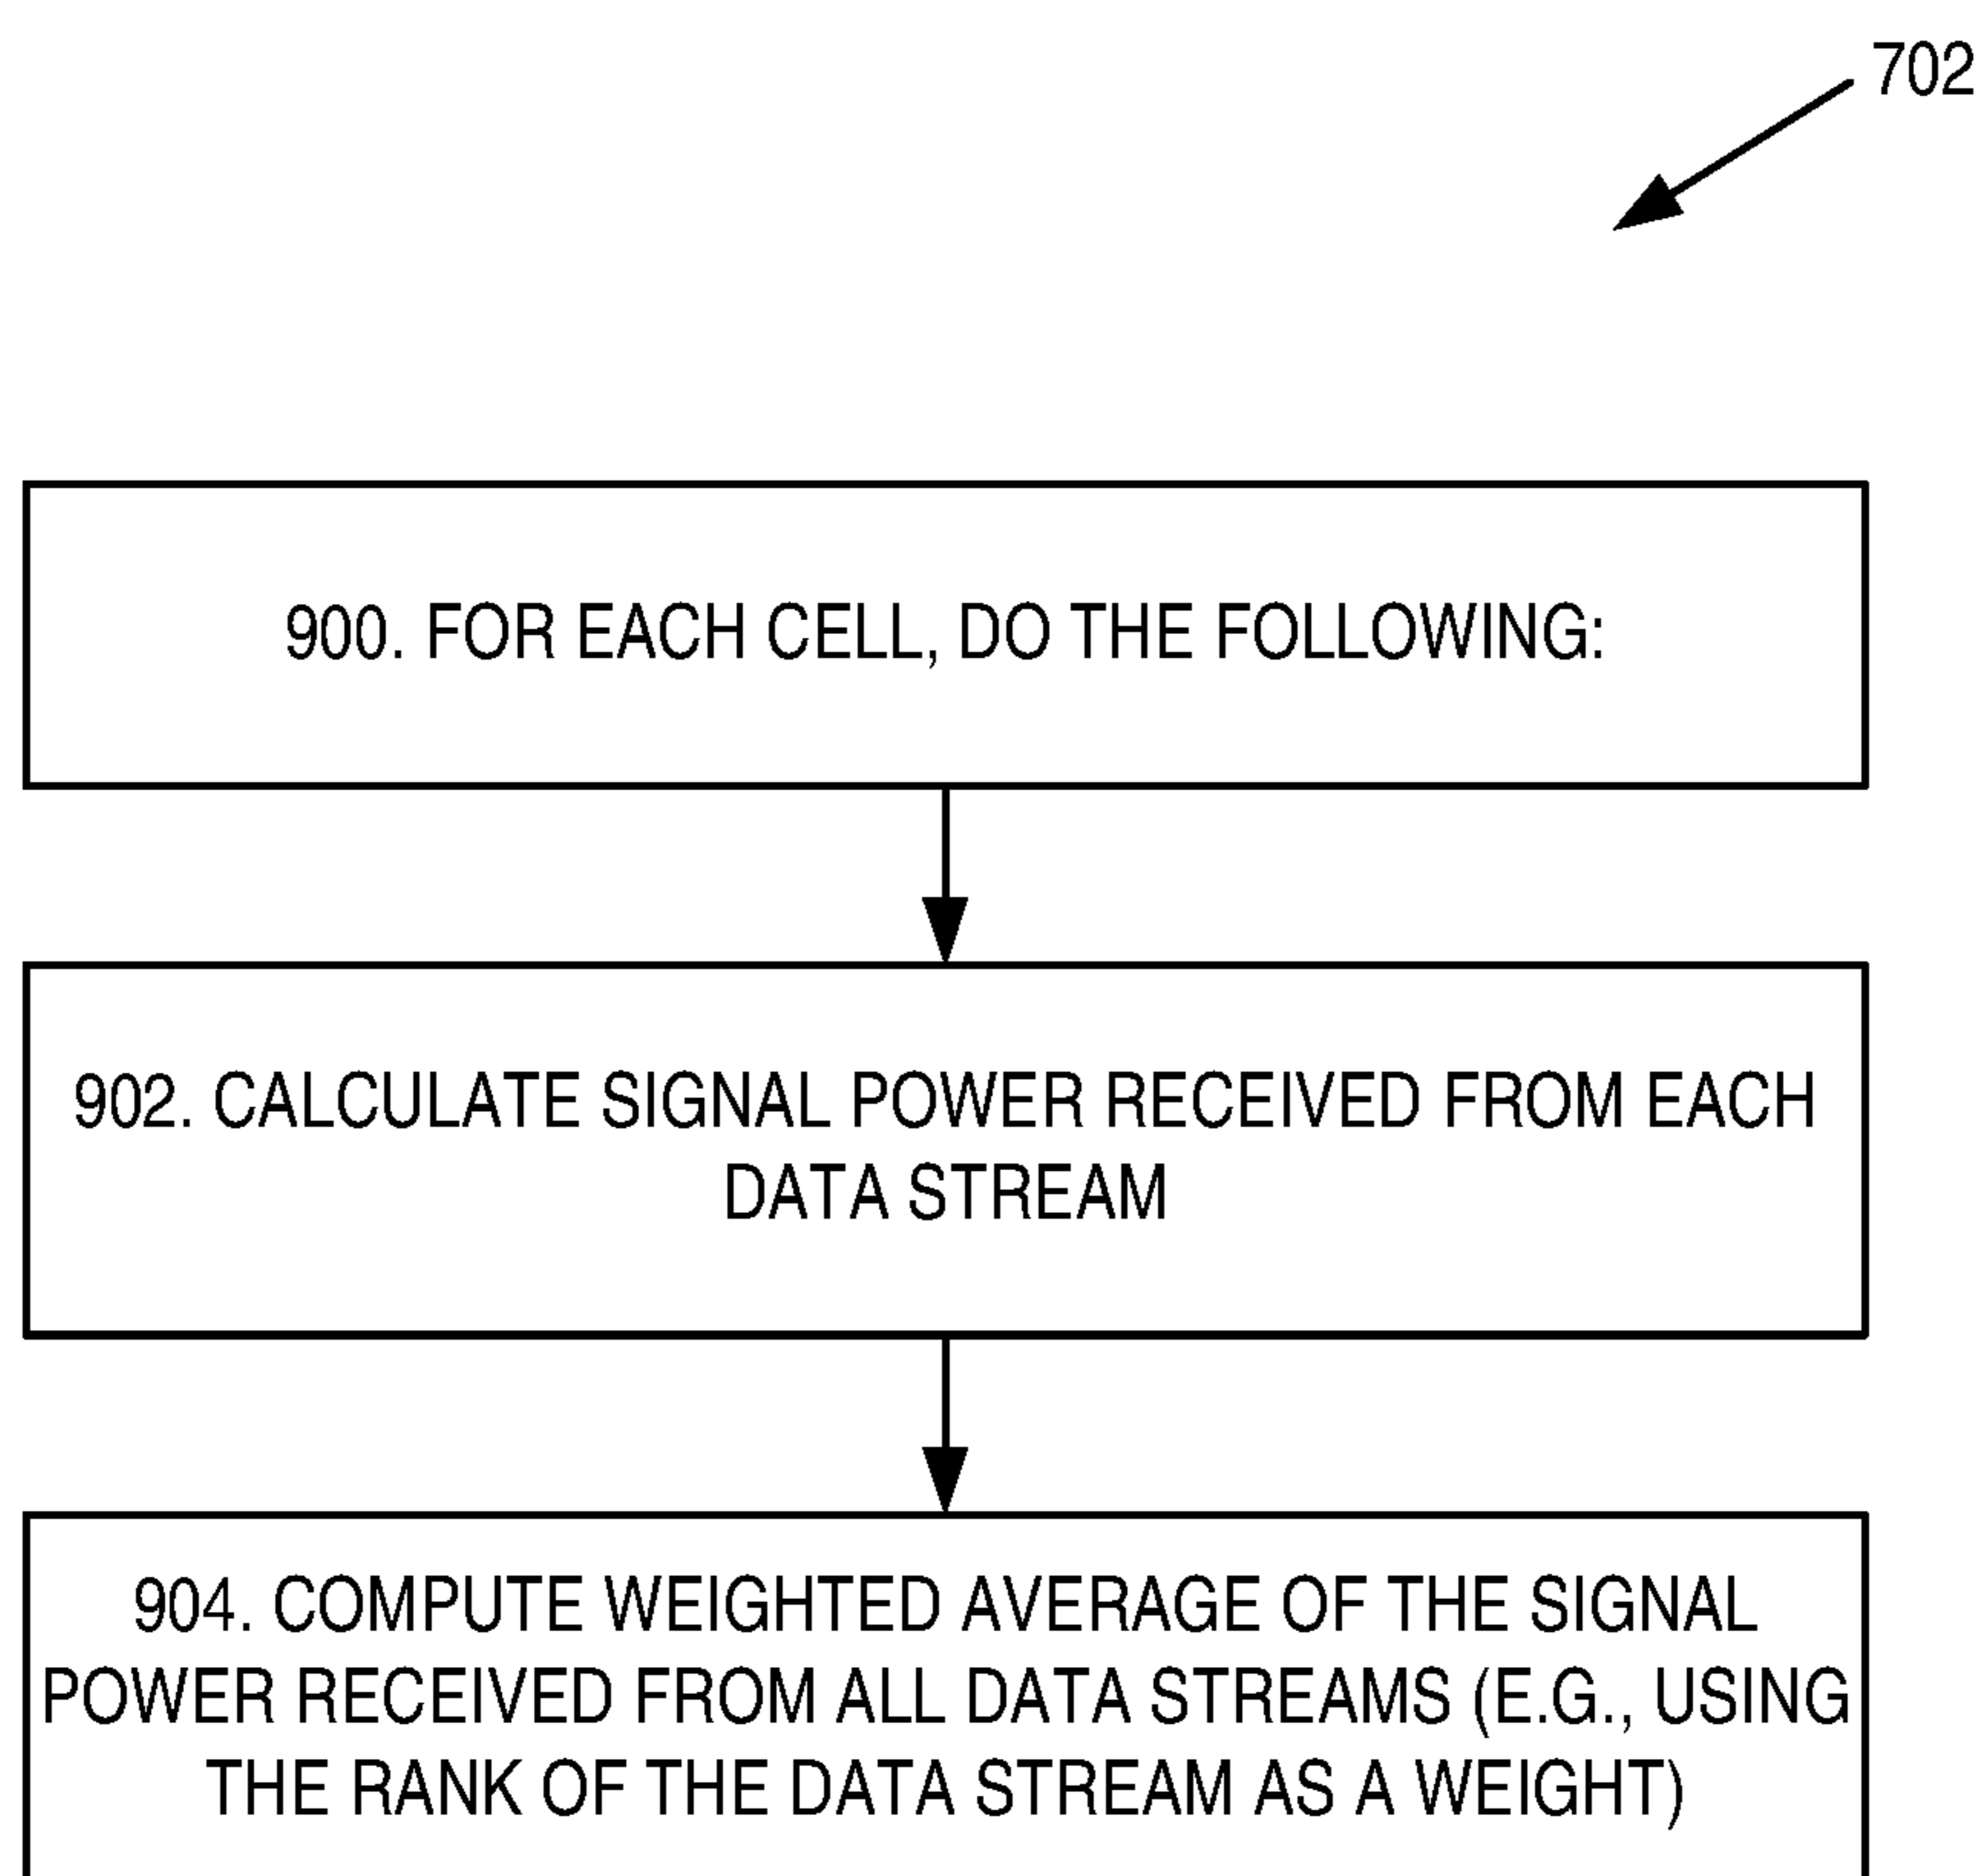 702
900. FOR EACH CELL, DO THE FOLLOWING:
902. CALCULATE SIGNAL POWER RECEIVED FROM EACH
DATA STREAM
904. COMPUTE WEIGHTED AVERAGE OF THE SIGNAL
POWER RECEIVED FROM ALL DATA STREAMS (E.G., USING
THE RANK OF THE DATA STREAM AS A WEIGHT)